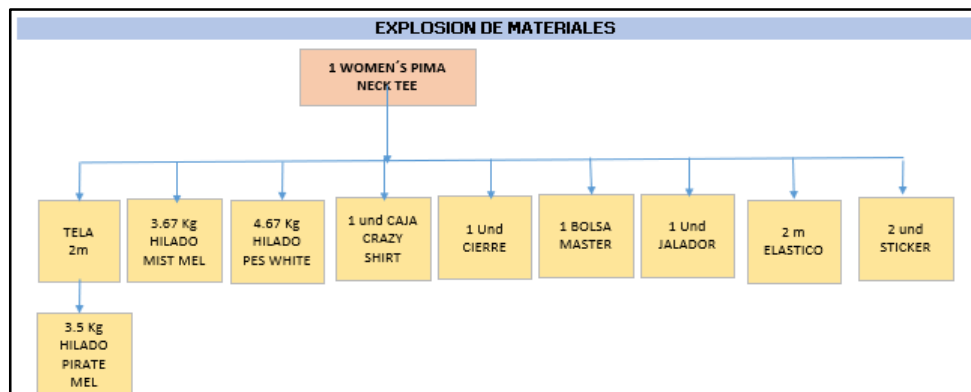 EXPLOSION DE MATERIALES
1 WOMEN´S PIMA
NECK TEE
TELA
2m
3.67 Kg
HILADO
MIST MEL
4.67 Kg
HILADO
PES WHITE
1 und CAJA
CRAZY
SHIRT
1 Und
CIERRE
1 BOLSA
MASTER
1 Und
JALADOR
2 m
ELASTICO
2 und
STICKER
3.5 Kg
HILADO
PIRATE
MEL